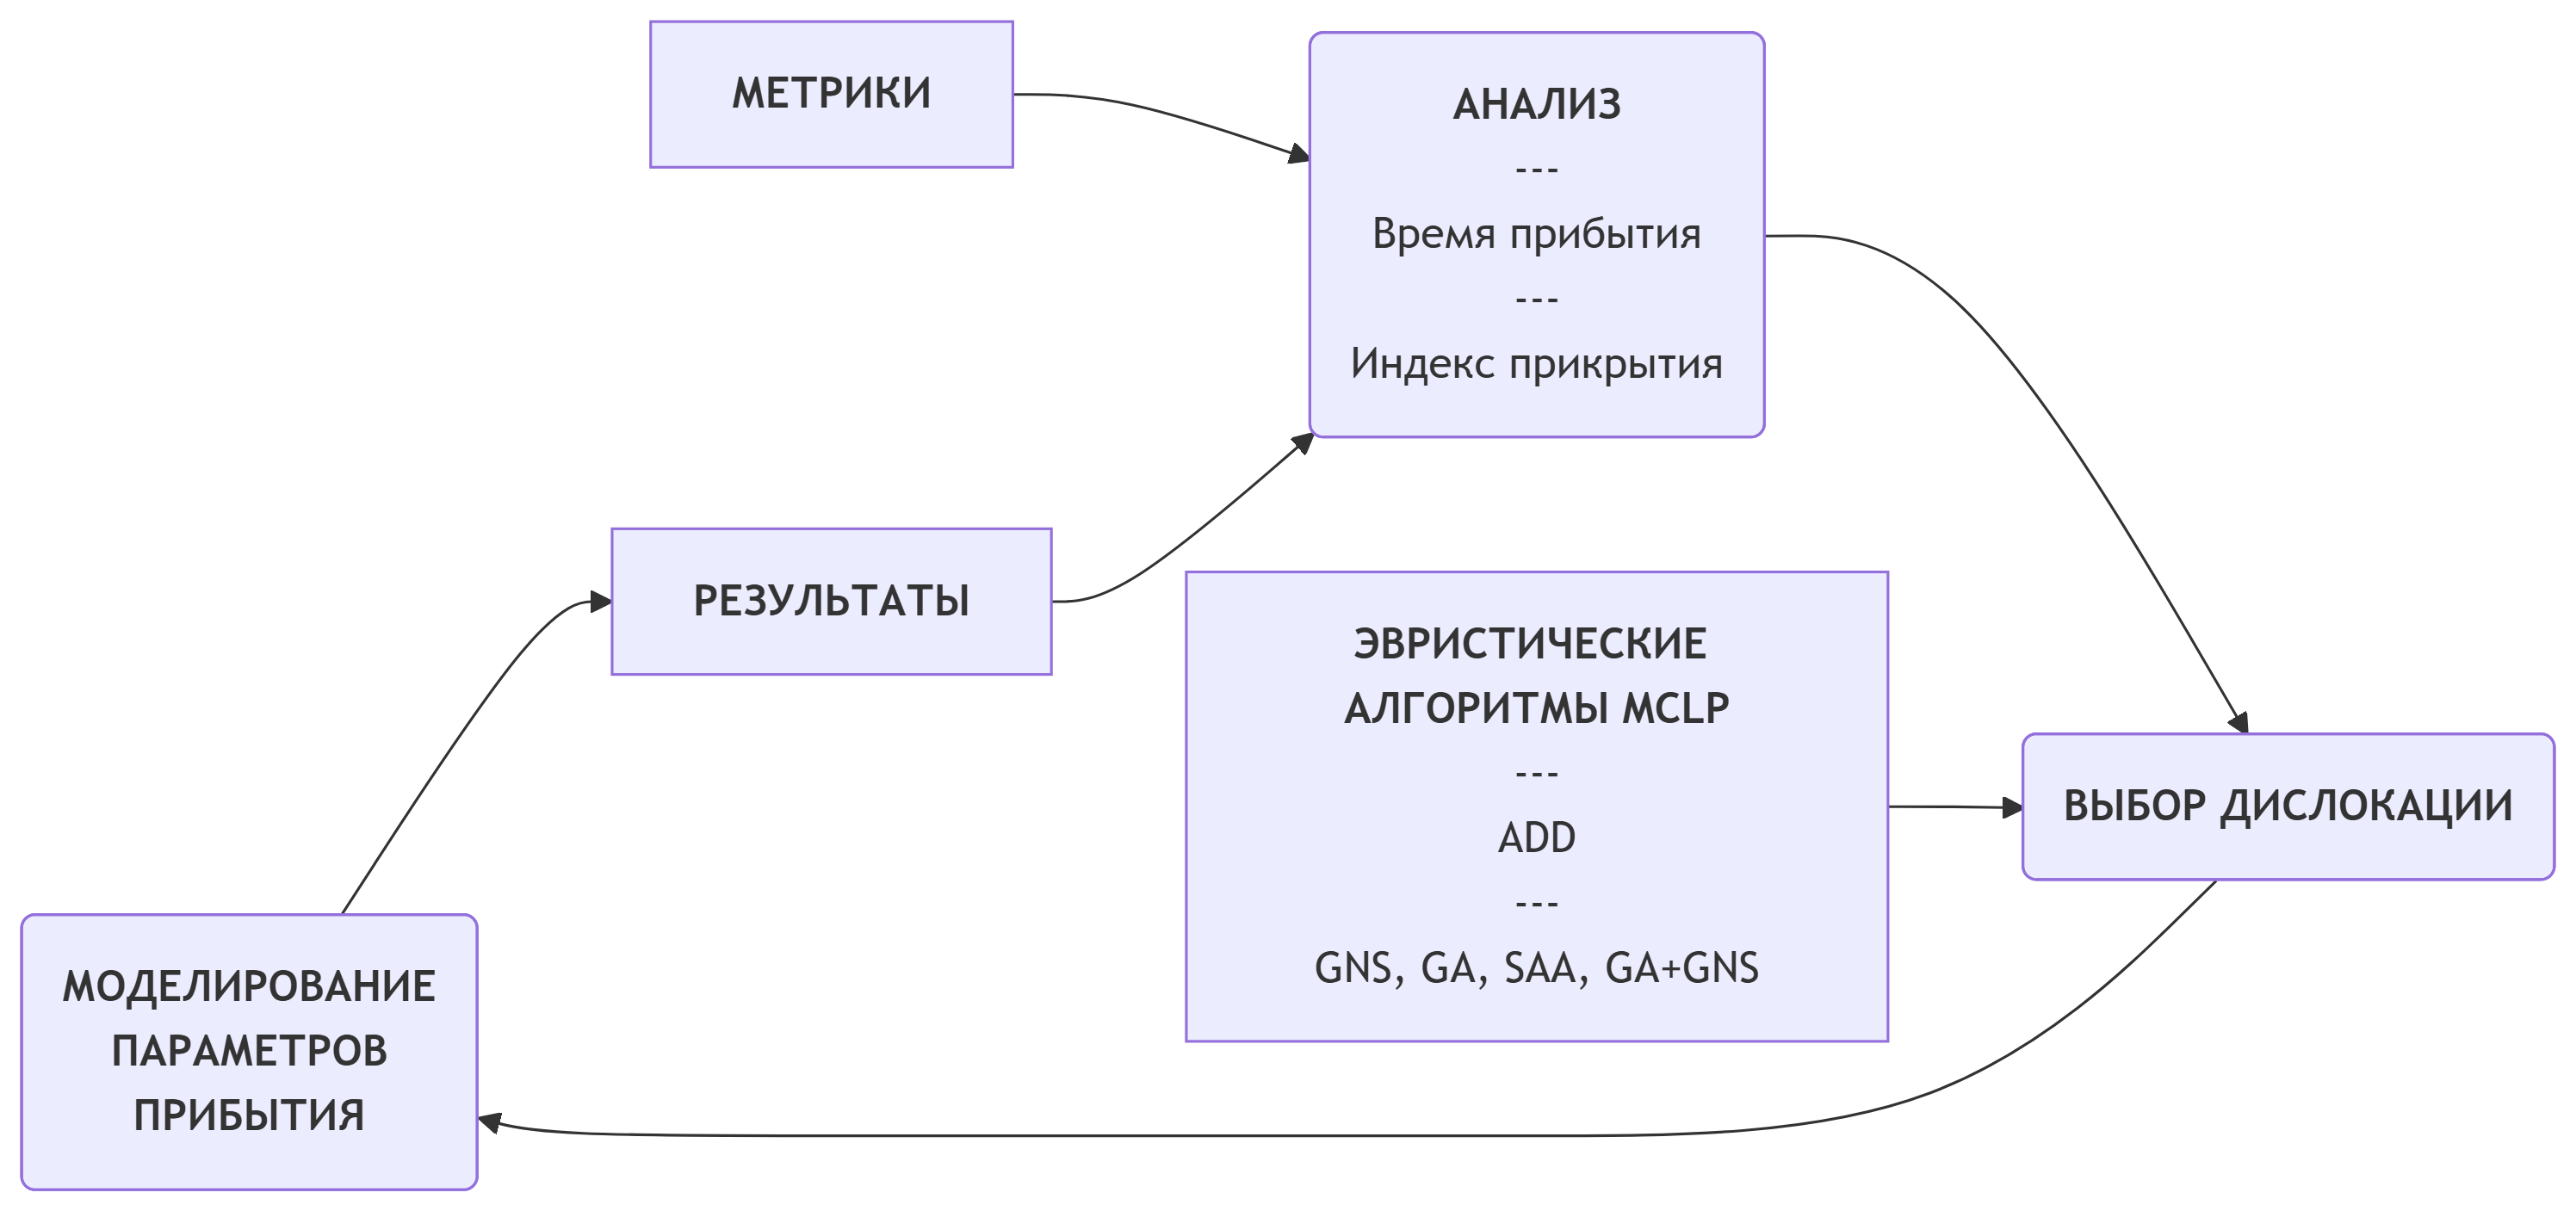 МЕТРИКИ
АНАЛИЗ
---
Время прибытия
---
Индекс прикрытия
РЕЗУЛЬТАТЫ
ЭВРИСТИЧЕСКИЕ
АЛГОРИТМЫ MCLP
---
ADD
---
GNS, GA, SAA, GA+GNS
ВЫБОР ДИСЛОКАЦИИ
МОДЕЛИРОВАНИЕ
ПАРАМЕТРОВ
ПРИБЫТИЯ